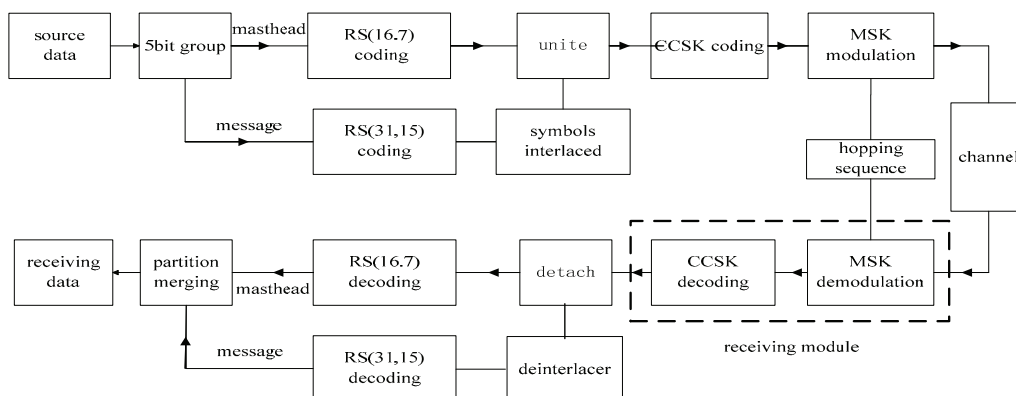 source
data
5bit group
masthead
RS(16.7)
coding
unite
CCSK coding
MSK
modulation
message
RS(31,15)
coding
symbols
interlaced
hopping
sequence
channel
receiving
data
partition
merging
masthead
RS(16.7)
decoding
detach
CCSK
decoding
MSK
demodulation
message
RS(31,15)
decoding
deinterlacer
receiving module